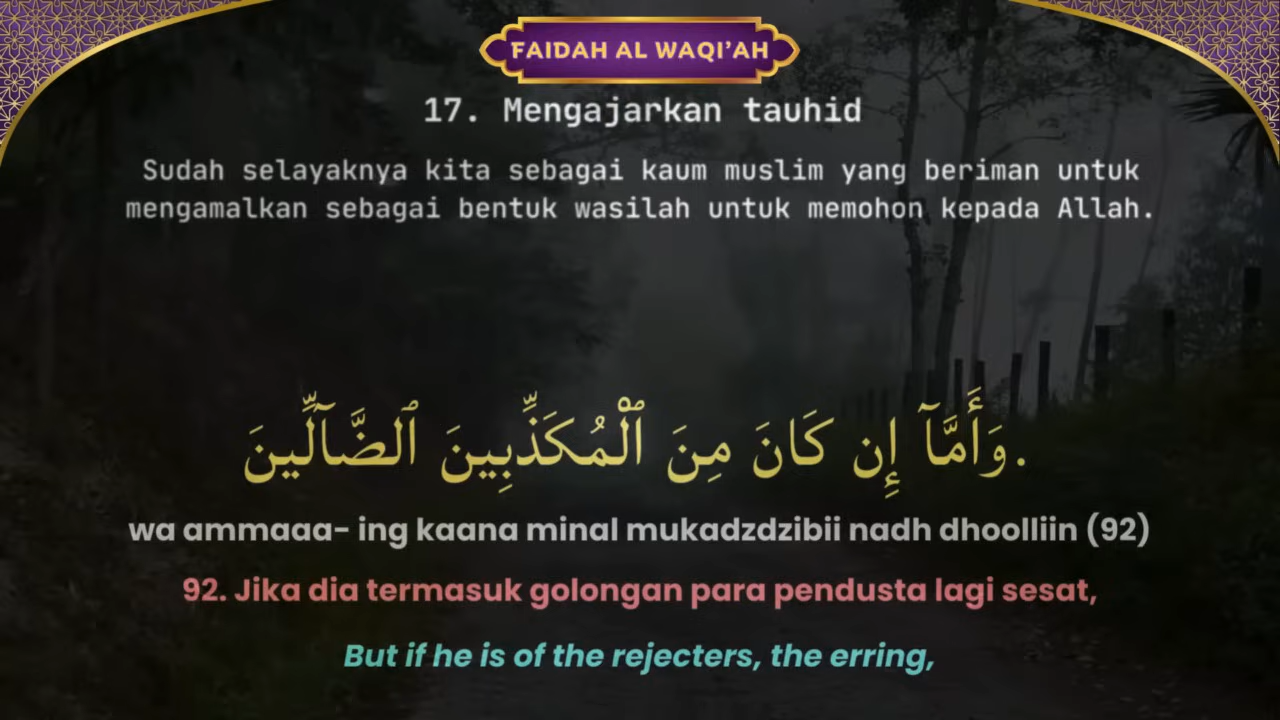 FAIDAH AL WAQI'AH
17. Mengajarkan tauhid
Sudah selayaknya kita sebagai kaum muslim yang beriman untuk
mengamalkan sebagai bentuk wasilah untuk memohon kepada Allah.
.وَأَمَّآ إِن كَانَ مِنَ ٱلْمُكَذِّبِينَ ٱلضَّآلِّينَ
wa ammaaa- ing kaana minal mukadzdzibii nadh dhoolliin (92)
92. Jika dia termasuk golongan para pendusta lagi sesat,
But if he is of the rejecters, the erring,